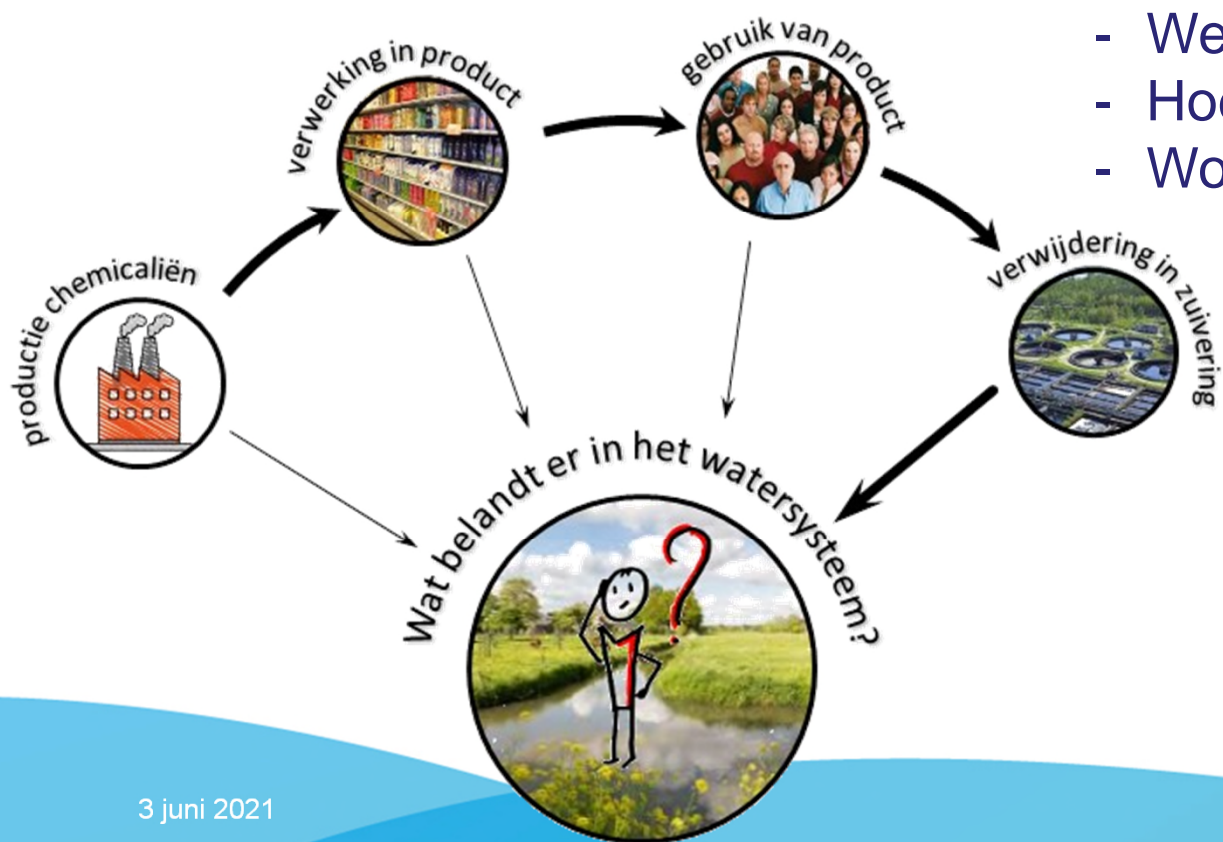 productie chemicaliën
verwerking in product
gebruik van product
verwijdering in zuivering
Wat belandt er in het watersysteem?
-
-
-
3 juni 2021